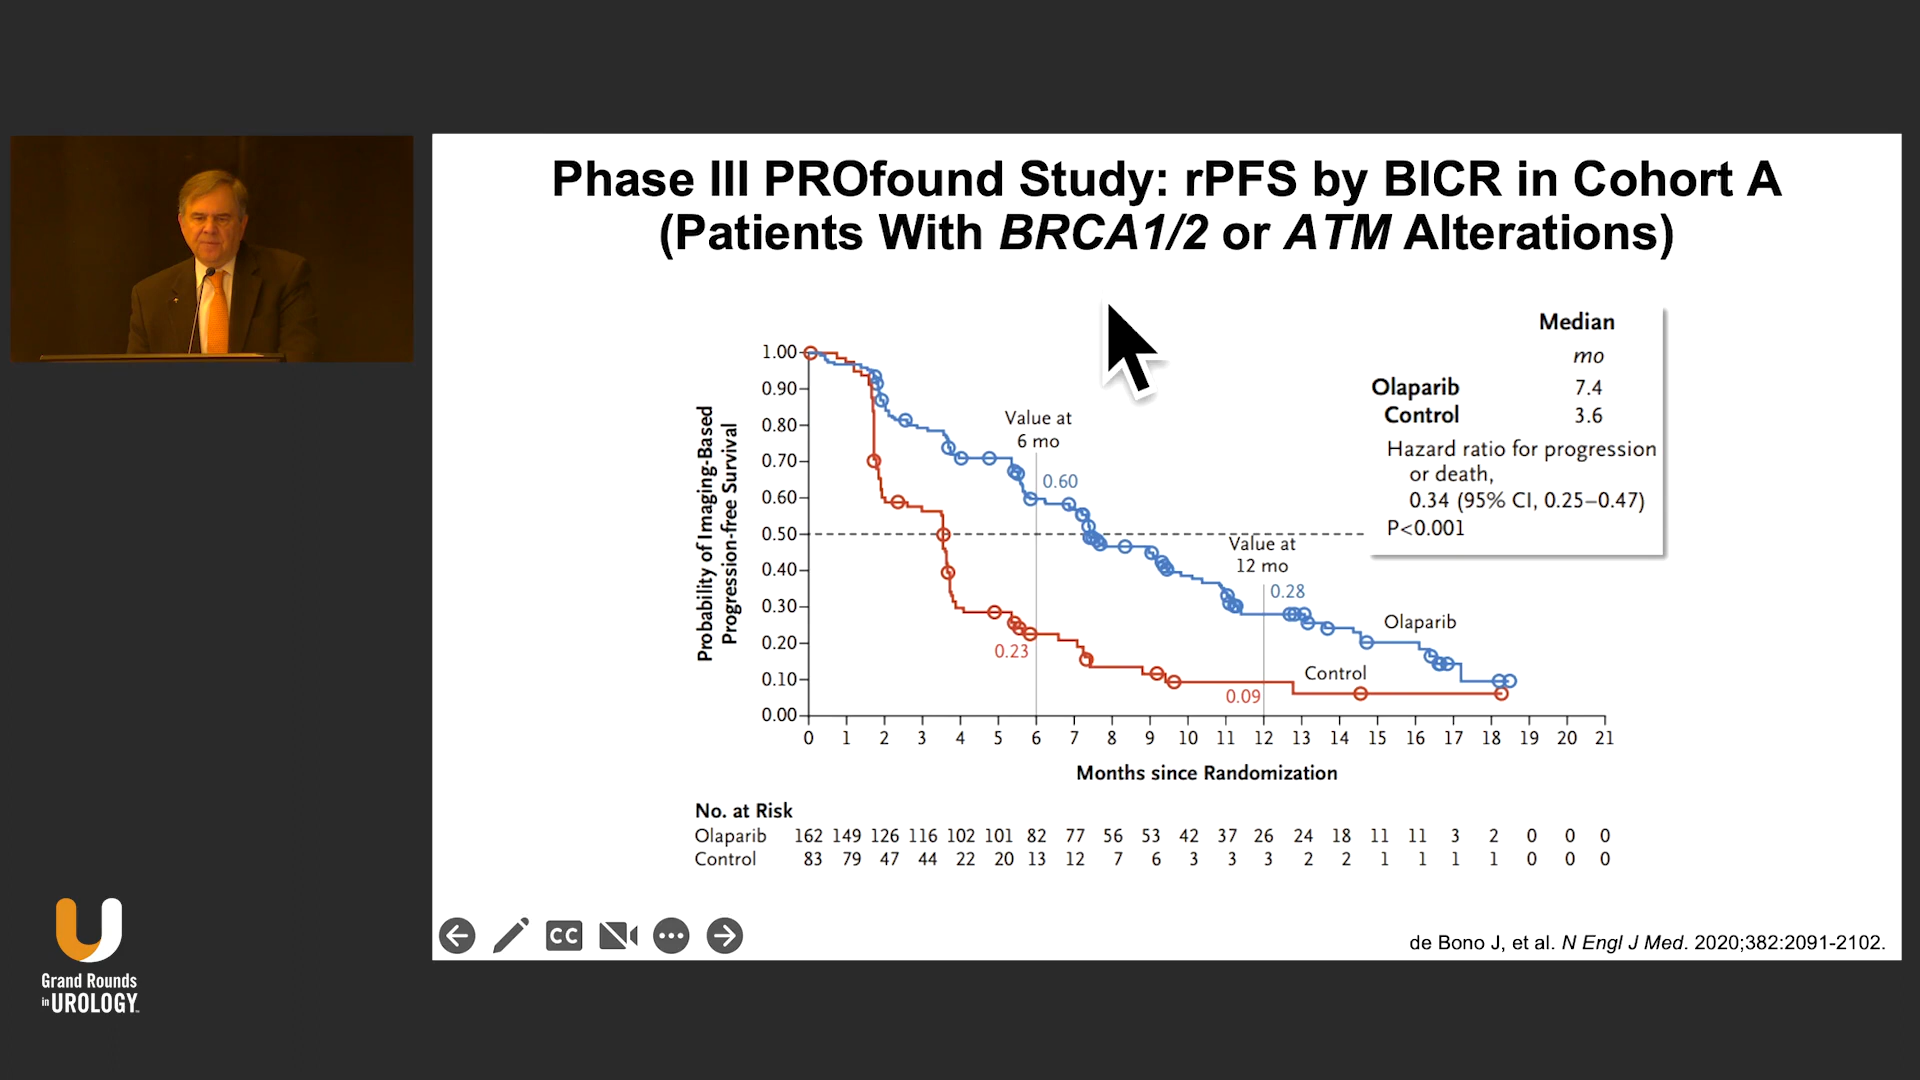 Phase III PROfound Study: rPFS by BICR in Cohort A
(Patients With BRCA1/2 or ATM Alterations)
Median
mo
Olaparib 7.4
Control 3.6
Hazard ratio for progression
or death,
0.34 (95% CI, 0.25–0.47)
P<0.001
Probability of Imaging-Based
Progression-free Survival
1.00
0.90
0.80
0.70
0.60
0.50
0.40
0.30
0.20
0.10
0.00
Value at
6 mo
0.60
0.23
Value at
12 mo
0.28
0.09
Olaparib
Control
0 1 2 3 4 5 6 7 8 9 10 11 12 13 14 15 16 17 18 19 20 21
Months since Randomization
No. at Risk
Olaparib 162 149 126 116 102 101 82 77 56 53 42 37 26 24 18 11 11 3 2 0 0 0
Control 83 79 47 44 22 20 13 12 7 6 3 3 3 2 2 1 1 1 1 0 0 0
CC
de Bono J, et al. N Engl J Med. 2020;382:2091-2102.
Grand Rounds
in UROLOGY